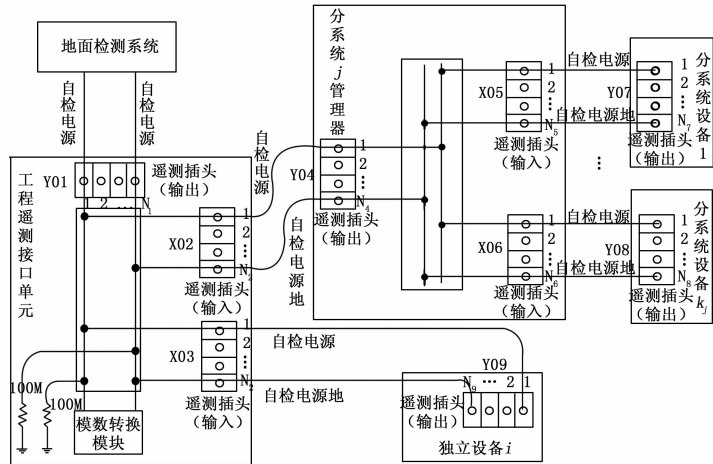 地面检测系统
自检电源
自检电源
工程遥测接口单元
Y01
遥测插头
（输出）
1 2 … N₁
X02
1
2
⋮
N₂
遥测插头
（输入）
X03
1
2
⋮
N₂
遥测插头
（输入）
100M
100M
模数转换
模块
自检电源
自检电源地
自检电源
自检电源地
分系统j管理器
Y04
1
2
⋮
N₄
遥测插头
（输出）
X05
1
2
⋮
N₅
遥测插头
（输入）
自检电源
自检电源地
Y07
1
2
⋮
N₇
遥测插头
（输出）
分系统设备1
⋮
X06
1
2
⋮
N₆
遥测插头
（输入）
自检电源
自检电源地
Y08
1
2
⋮
N₈
遥测插头
（输出）
分系统设备kⱼ
Y09
N₉ … 2 1
遥测插头
（输出）
独立设备i